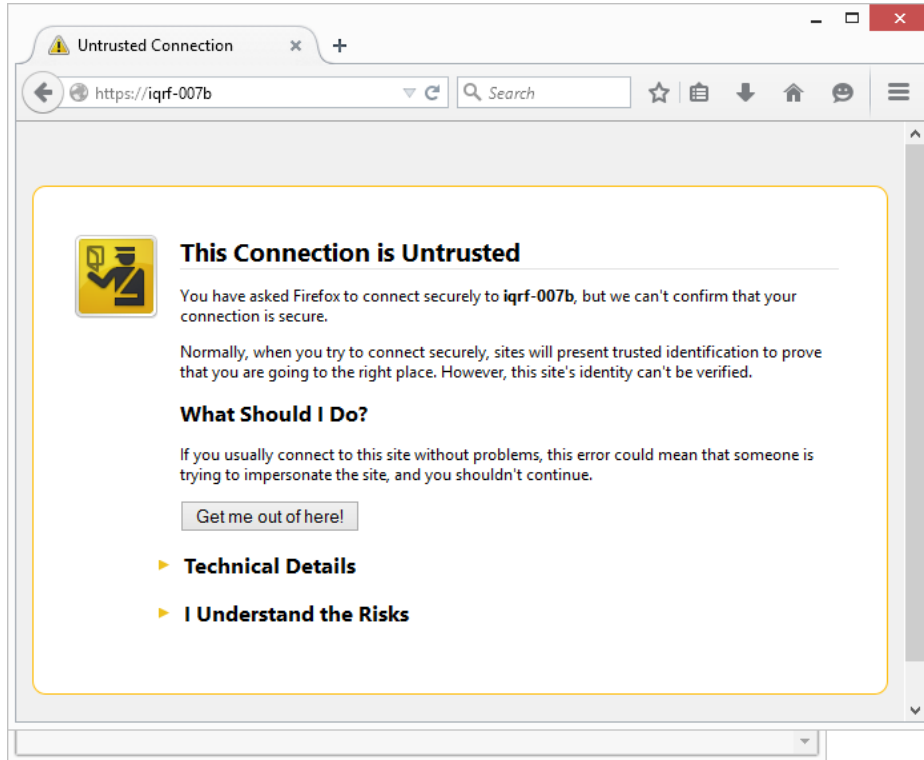 Untrusted Connection
https://iqrf-007b
Search
This Connection is Untrusted
You have asked Firefox to connect securely to iqrf-007b, but we can't confirm that your
connection is secure.
Normally, when you try to connect securely, sites will present trusted identification to prove
that you are going to the right place. However, this site's identity can't be verified.
What Should I Do?
If you usually connect to this site without problems, this error could mean that someone is
trying to impersonate the site, and you shouldn't continue.
Get me out of here!
Technical Details
I Understand the Risks